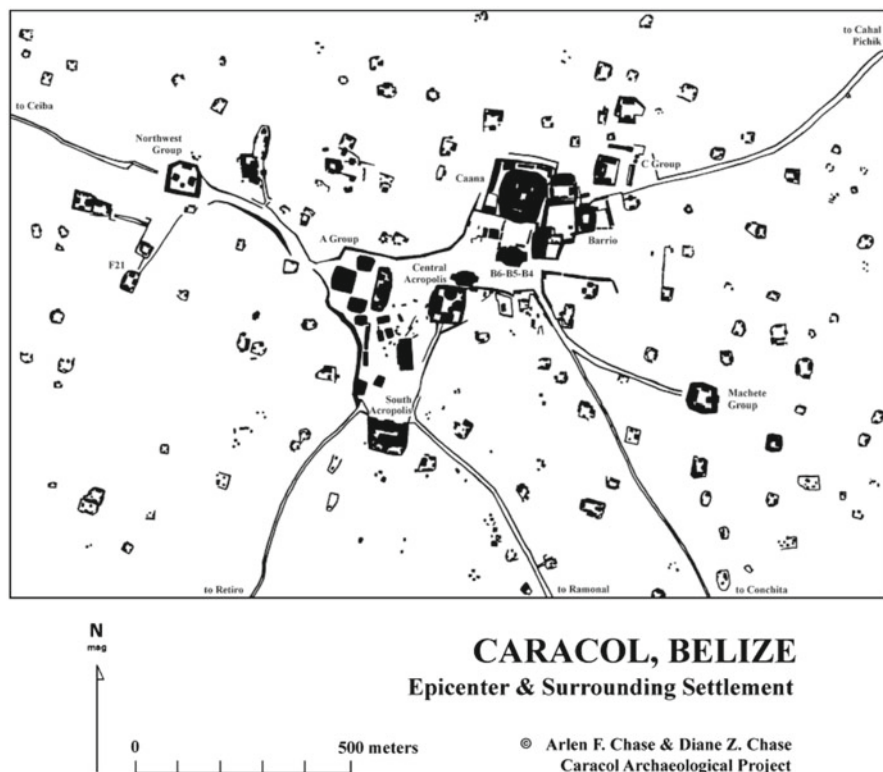 to Cahal
Pichik
to Ceiba
Northwest
Group
C Group
Caana
F21
A Group
Barrio
Central
Acropolis
B6-B5-B4
Machete
Group
South
Acropolis
to Retiro
to Ramonal
to Conchita
N
mag
CARACOL, BELIZE
Epicenter & Surrounding Settlement
0
500 meters
© Arlen F. Chase & Diane Z. Chase
Caracol Archaeological Project